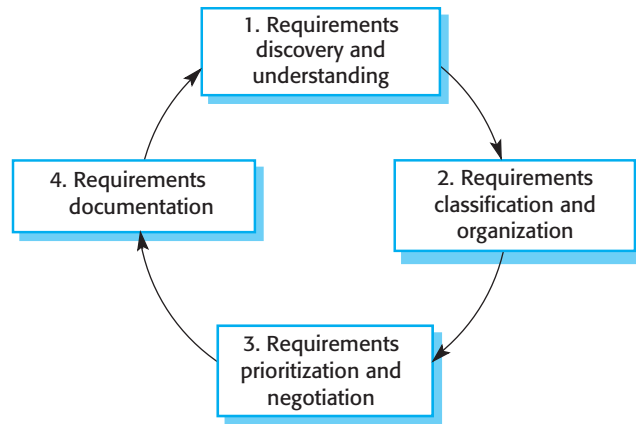 1. Requirements
discovery and
understanding
2. Requirements
classification and
organization
3. Requirements
prioritization and
negotiation
4. Requirements
documentation